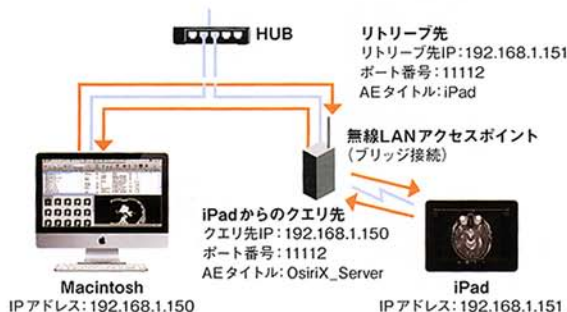 HUB
リトリーブ先
リトリーブ先IP：192.168.1.151
ポート番号：11112
AEタイトル：iPad
無線LANアクセスポイント
（ブリッジ接続）
iPadからのクエリ先
クエリ先IP：192.168.1.150
ポート番号：11112
AEタイトル：OsiriX_Server
Macintosh
IPアドレス：192.168.1.150
iPad
IPアドレス：192.168.1.151